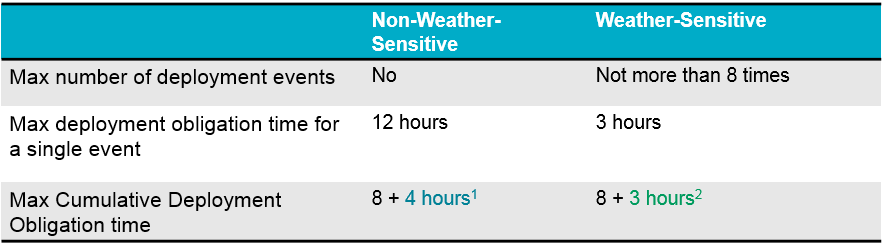 Non-Weather-
Sensitive
Weather-Sensitive
Max number of deployment events
No
Not more than 8 times
Max deployment obligation time for
a single event
12 hours
3 hours
Max Cumulative Deployment
Obligation time
8 + 4 hours¹
8 + 3 hours²